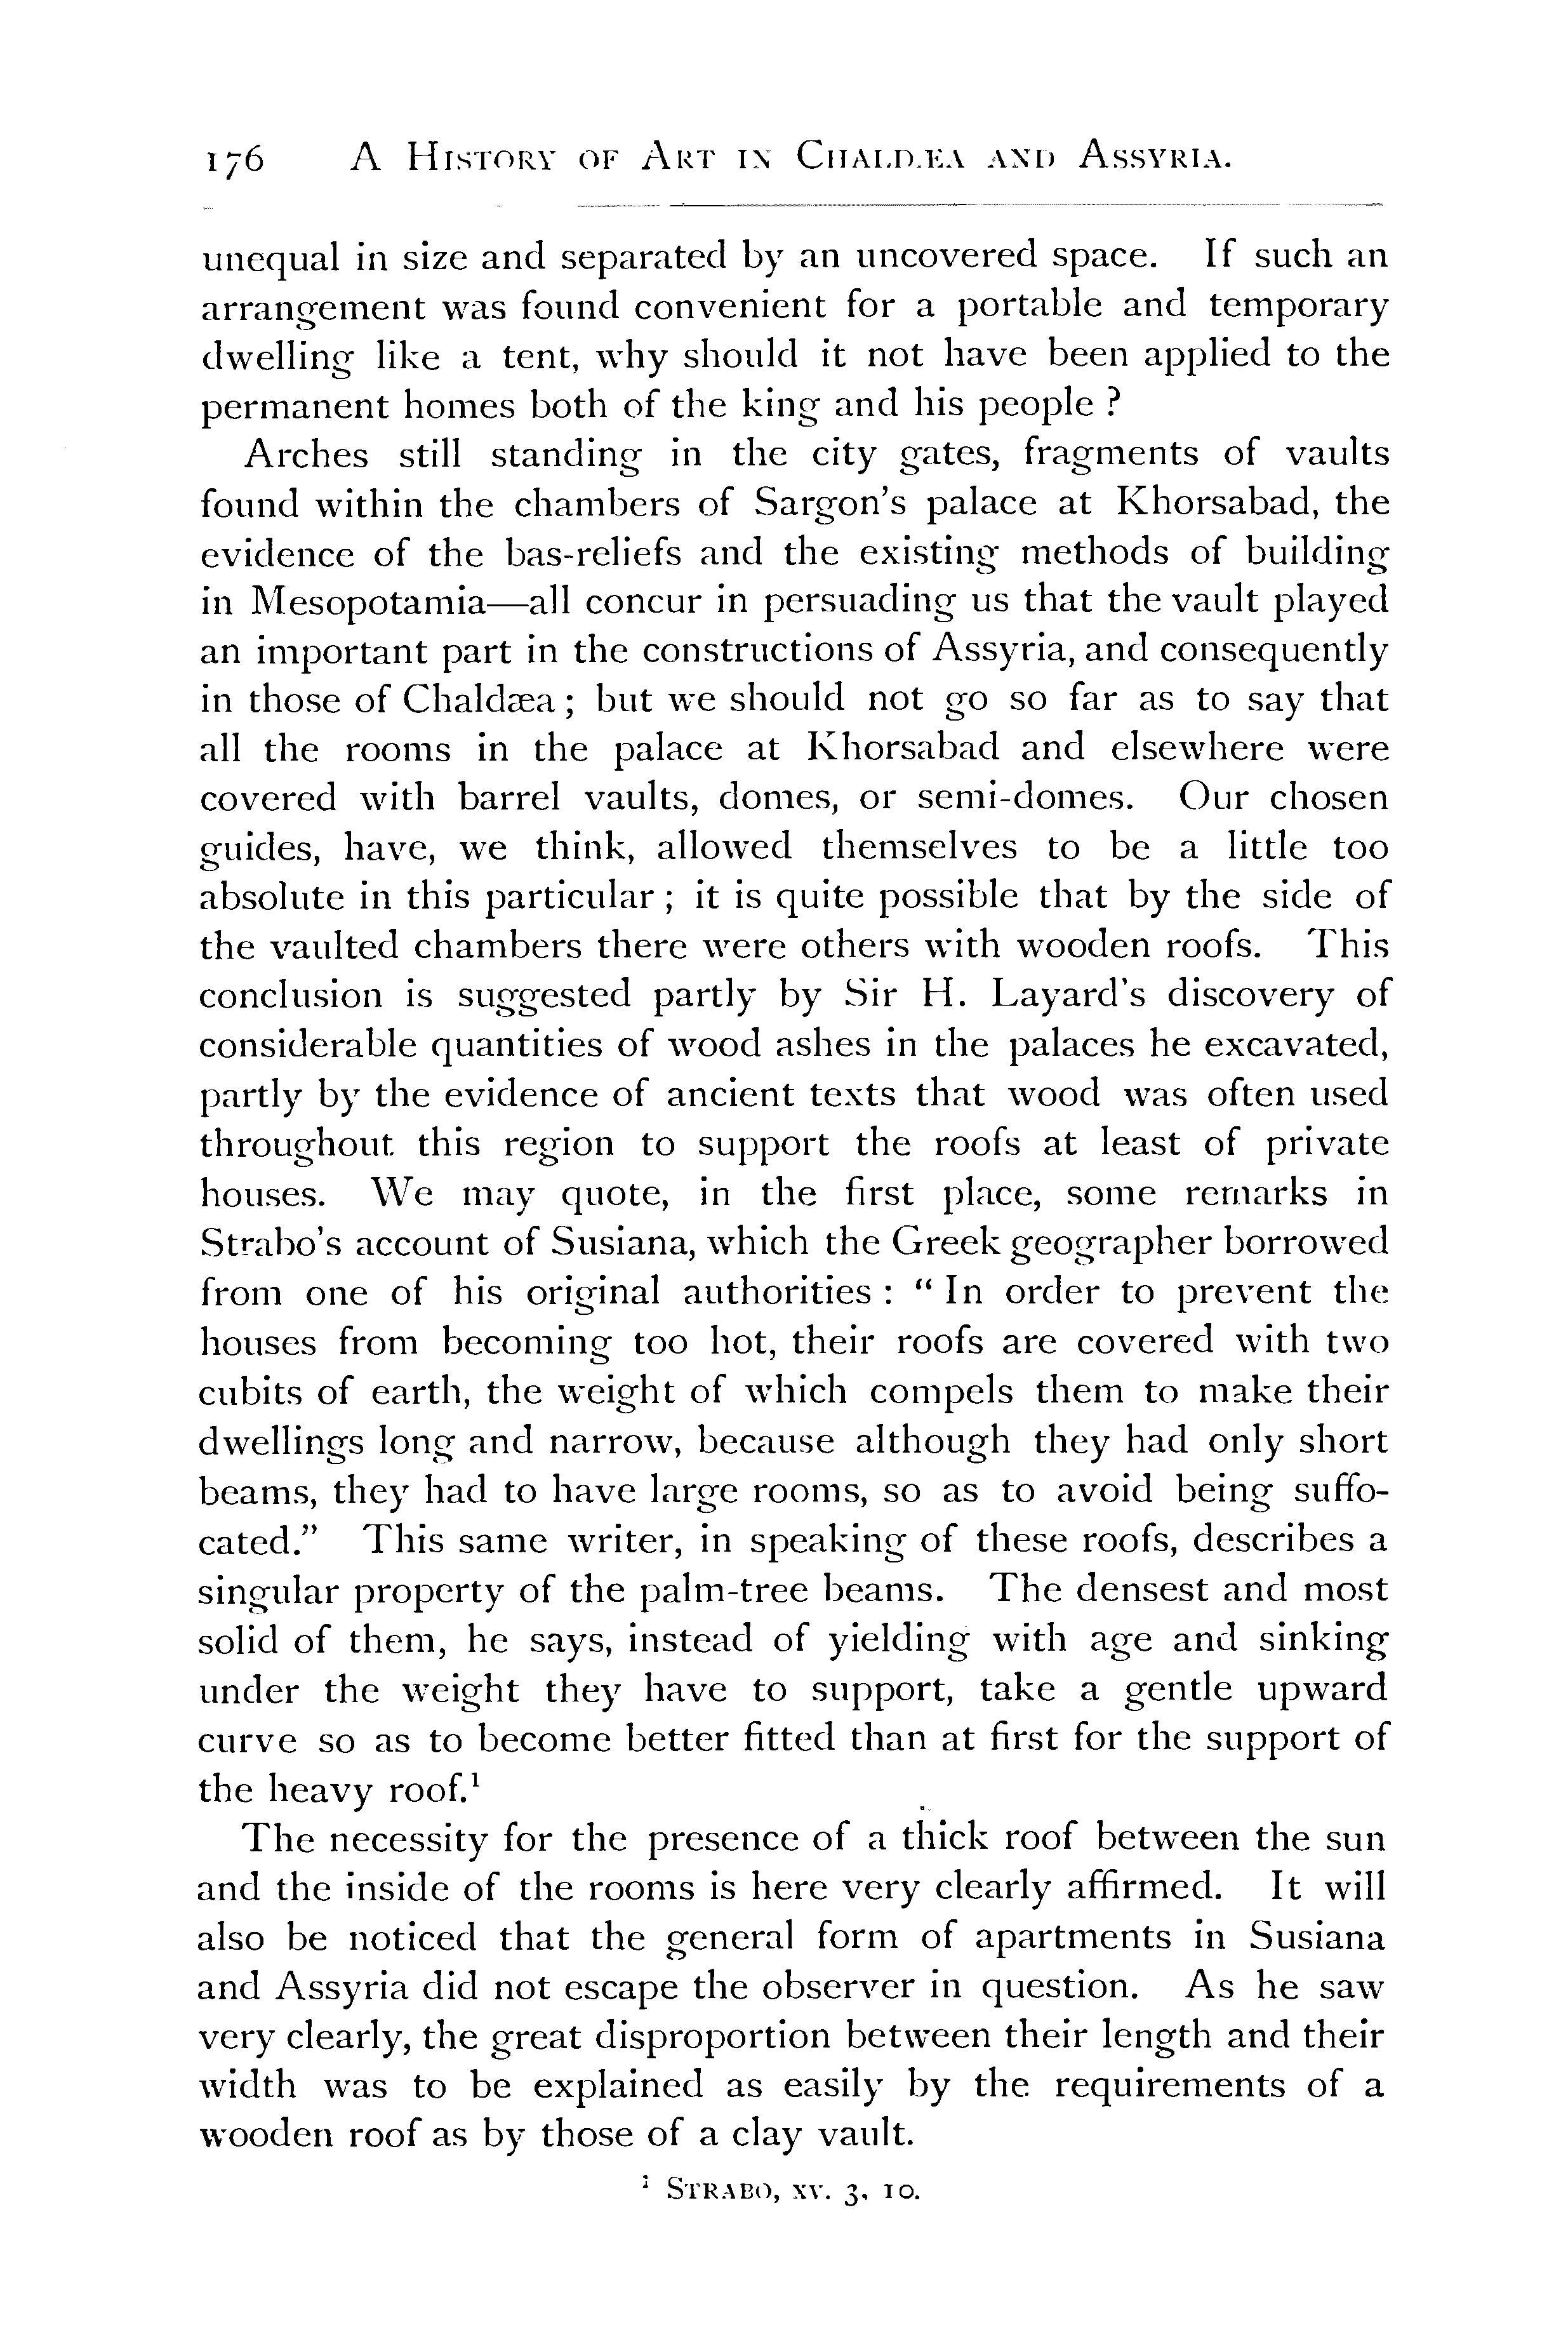 176 A History of Art in Chaldæa and Assyria.
unequal in size and separated by an uncovered space. If such an
arrangement was found convenient for a portable and temporary
dwelling like a tent, why should it not have been applied to the
permanent homes both of the king and his people ?
Arches still standing in the city gates, fragments of vaults
found within the chambers of Sargon's palace at Khorsabad, the
evidence of the bas-reliefs and the existing methods of building
in Mesopotamia—all concur in persuading us that the vault played
an important part in the constructions of Assyria, and consequently
in those of Chaldæa ; but we should not go so far as to say that
all the rooms in the palace at Khorsabad and elsewhere were
covered with barrel vaults, domes, or semi-domes. Our chosen
guides, have, we think, allowed themselves to be a little too
absolute in this particular ; it is quite possible that by the side of
the vaulted chambers there were others with wooden roofs. This
conclusion is suggested partly by Sir H. Layard's discovery of
considerable quantities of wood ashes in the palaces he excavated,
partly by the evidence of ancient texts that wood was often used
throughout this region to support the roofs at least of private
houses. We may quote, in the first place, some remarks in
Strabo's account of Susiana, which the Greek geographer borrowed
from one of his original authorities : “ In order to prevent the
houses from becoming too hot, their roofs are covered with two
cubits of earth, the weight of which compels them to make their
dwellings long and narrow, because although they had only short
beams, they had to have large rooms, so as to avoid being suffo-
cated.” This same writer, in speaking of these roofs, describes a
singular property of the palm-tree beams. The densest and most
solid of them, he says, instead of yielding with age and sinking
under the weight they have to support, take a gentle upward
curve so as to become better fitted than at first for the support of
the heavy roof.¹
The necessity for the presence of a thick roof between the sun
and the inside of the rooms is here very clearly affirmed. It will
also be noticed that the general form of apartments in Susiana
and Assyria did not escape the observer in question. As he saw
very clearly, the great disproportion between their length and their
width was to be explained as easily by the requirements of a
wooden roof as by those of a clay vault.
¹ Strabo, xv. 3, 10.